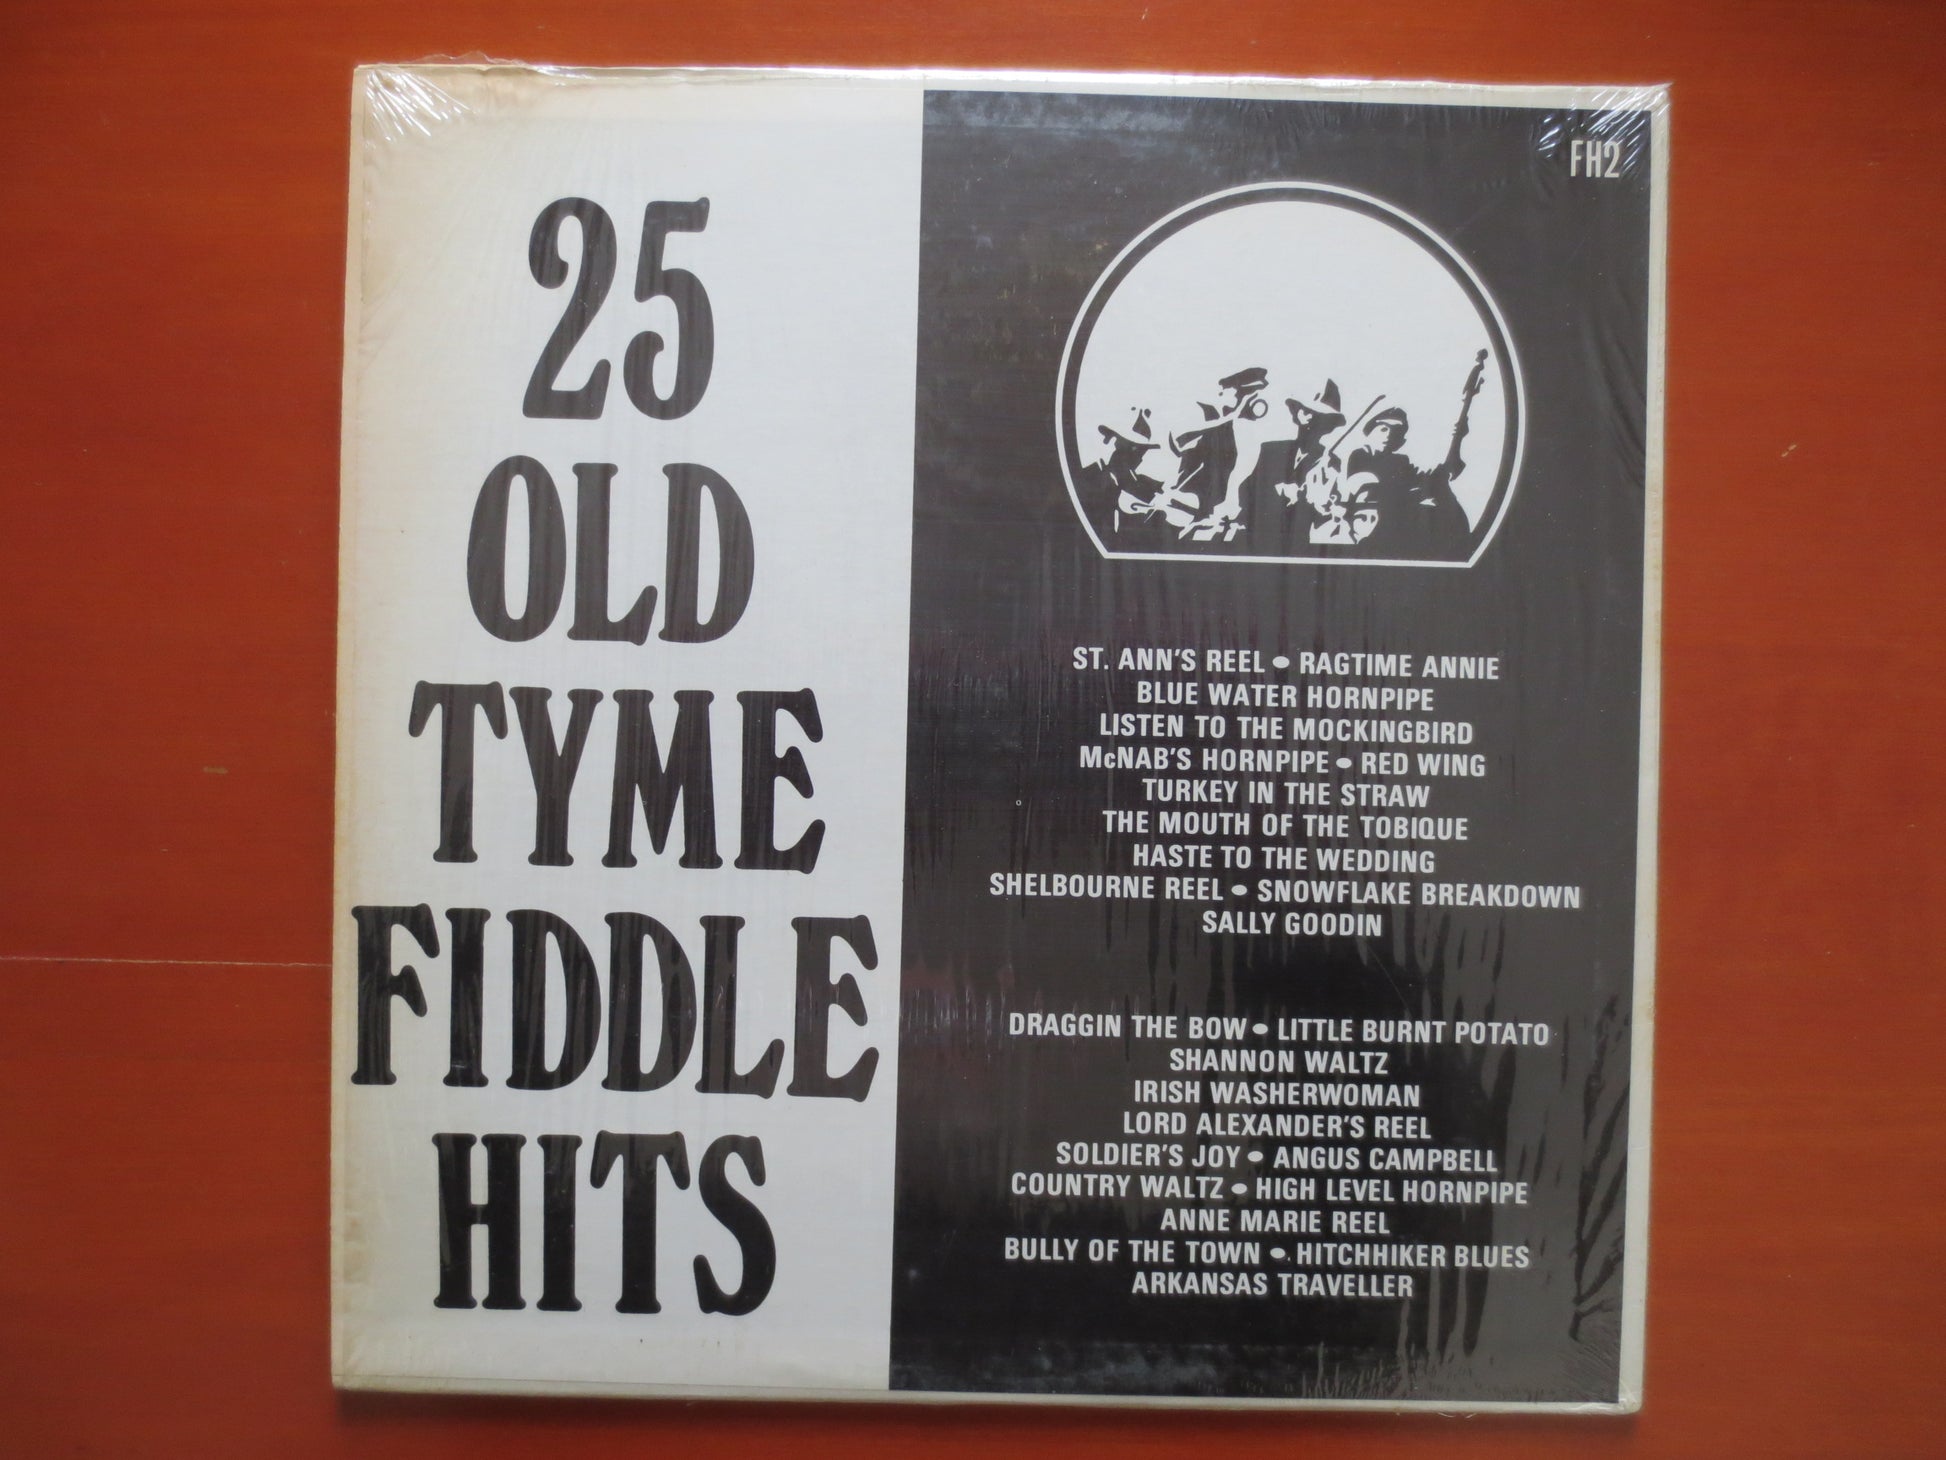 25
OLD
TYME
FIDDLE
HITS
FH2
ST. ANN'S REEL • RAGTIME ANNIE
BLUE WATER HORNPIPE
LISTEN TO THE MOCKINGBIRD
McNAB'S HORNPIPE • RED WING
TURKEY IN THE STRAW
THE MOUTH OF THE TOBIQUE
HASTE TO THE WEDDING
SHELBOURNE REEL • SNOWFLAKE BREAKDOWN
SALLY GOODIN
DRAGGIN THE BOW • LITTLE BURNT POTATO
SHANNON WALTZ
IRISH WASHERWOMAN
LORD ALEXANDER'S REEL
SOLDIER'S JOY • ANGUS CAMPBELL
COUNTRY WALTZ • HIGH LEVEL HORNPIPE
ANNE MARIE REEL
BULLY OF THE TOWN • HITCHHIKER BLUES
ARKANSAS TRAVELLER